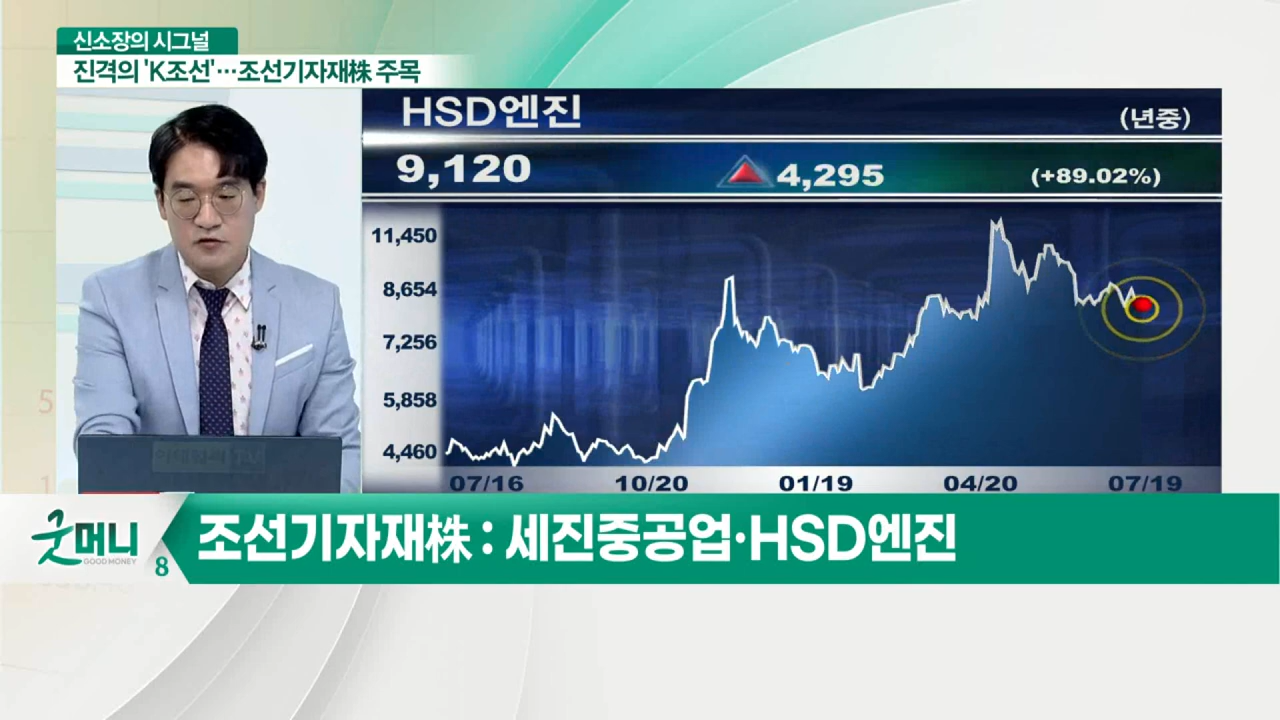 신소장의 시그널
진격의 'K조선'…조선기자재株 주목
HSD엔진 (년중)
9,120 ▲ 4,295 (+89.02%)
11,450
8,654
7,256
5,858
4,460
07/16 10/20 01/19 04/20 07/19
굿머니
GOOD MONEY
8
조선기자재株 : 세진중공업·HSD엔진